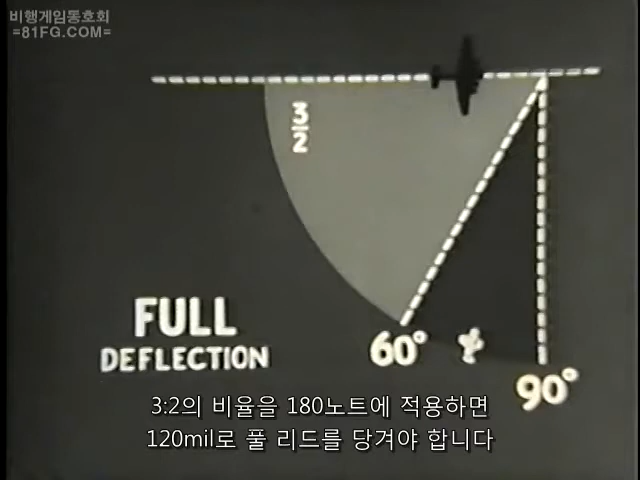 비행게임동호회
=81FG.COM=
3
2
FULL
DEFLECTION
60°
90°
3:2의 비율을 180노트에 적용하면
120mil로 풀 리드를 당겨야 합니다